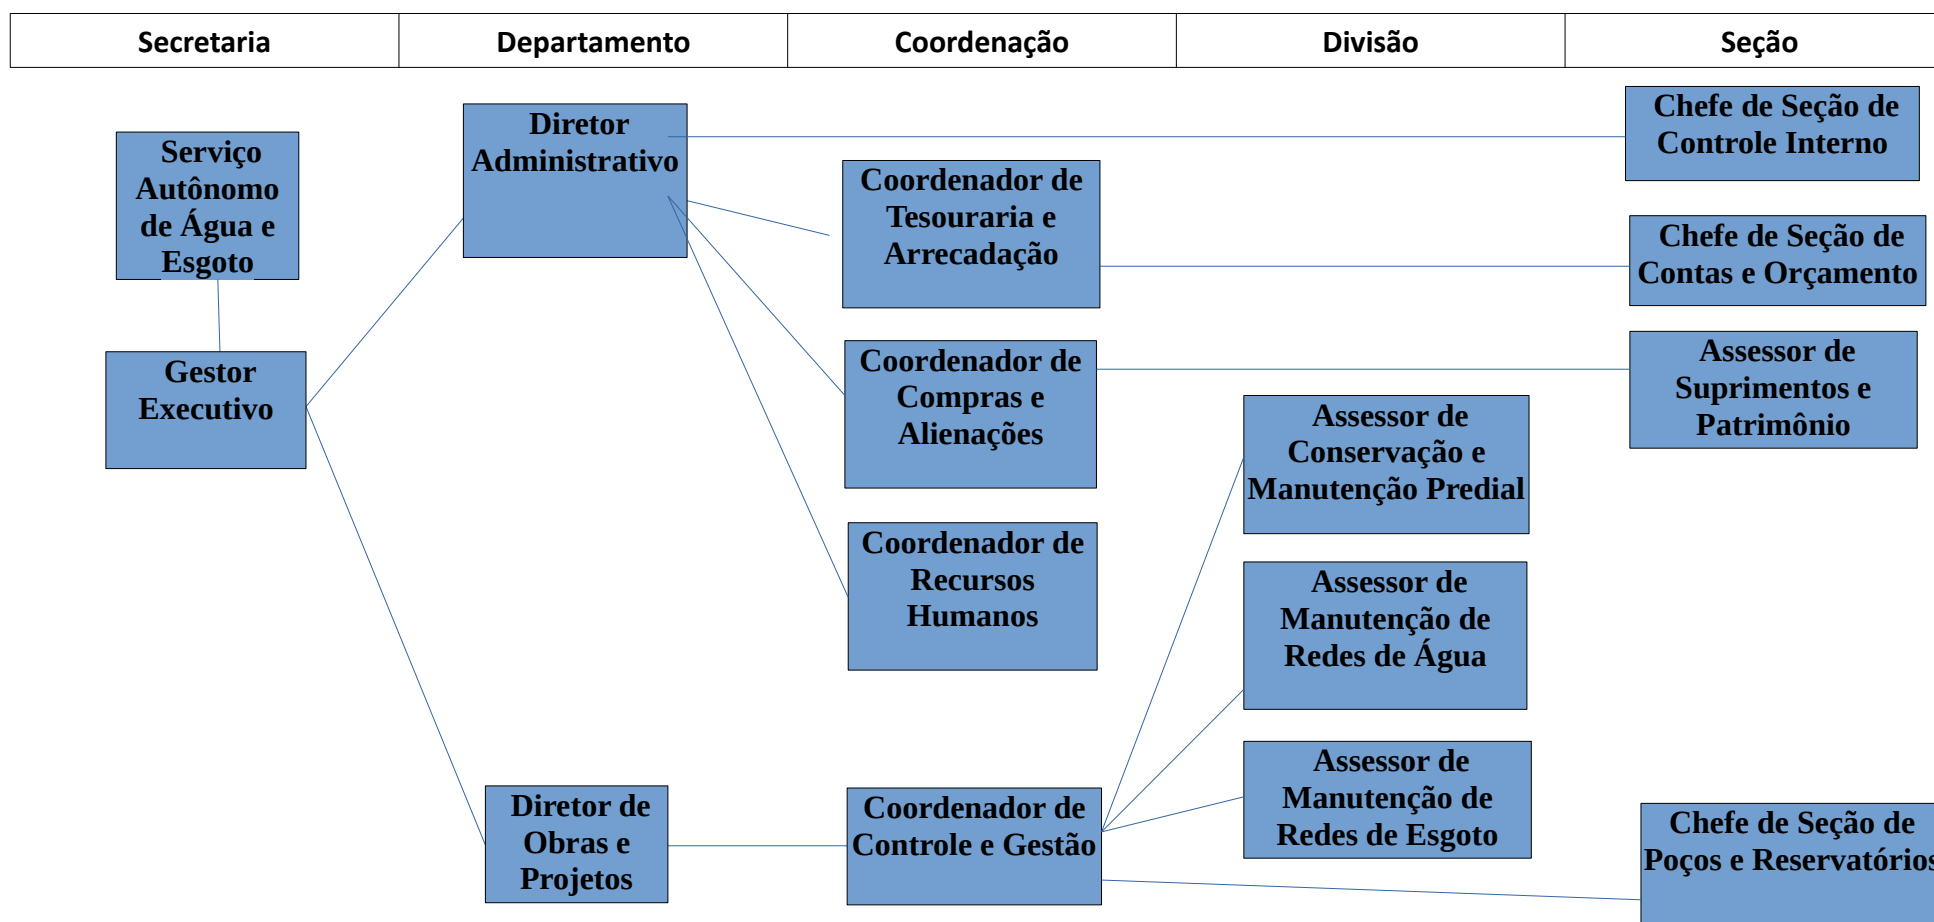 Secretaria
Departamento
Coordenação
Divisão
Seção
Serviço
Autônomo
de Água e
Esgoto
Gestor
Executivo
Diretor
Administrativo
Diretor de
Obras e
Projetos
Coordenador de
Tesouraria e
Arrecadação
Coordenador de
Compras e
Alienações
Coordenador de
Recursos
Humanos
Coordenador de
Controle e Gestão
Assessor de
Conservação e
Manutenção Predial
Assessor de
Manutenção de
Redes de Água
Assessor de
Manutenção de
Redes de Esgoto
Chefe de Seção de
Controle Interno
Chefe de Seção de
Contas e Orçamento
Assessor de
Suprimentos e
Patrimônio
Chefe de Seção de
Poços e Reservatórios